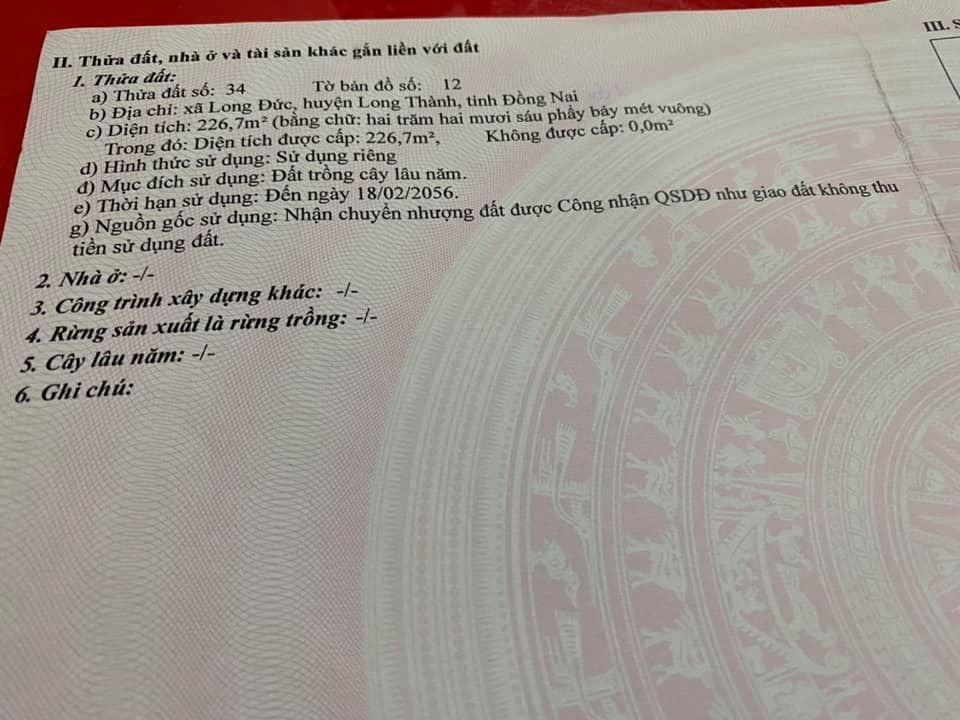 II. Thửa đất, nhà ở và tài sản khác gắn liền với đất
1. Thửa đất:
a) Thửa đất số: 34 Tờ bản đồ số: 12
b) Địa chỉ: xã Long Đức, huyện Long Thành, tỉnh Đồng Nai
c) Diện tích: 226,7m² (bằng chữ: hai trăm hai mươi sáu phẩy bảy mét vuông)
Trong đó: Diện tích được cấp: 226,7m², Không được cấp: 0,0m²
d) Hình thức sử dụng: Sử dụng riêng
đ) Mục đích sử dụng: Đất trồng cây lâu năm.
e) Thời hạn sử dụng: Đến ngày 18/02/2056.
g) Nguồn gốc sử dụng: Nhận chuyển nhượng đất được Công nhận QSDĐ như giao đất không thu
tiền sử dụng đất.
2. Nhà ở: -/-
3. Công trình xây dựng khác: -/-
4. Rừng sản xuất là rừng trồng: -/-
5. Cây lâu năm: -/-
6. Ghi chú:
III. S